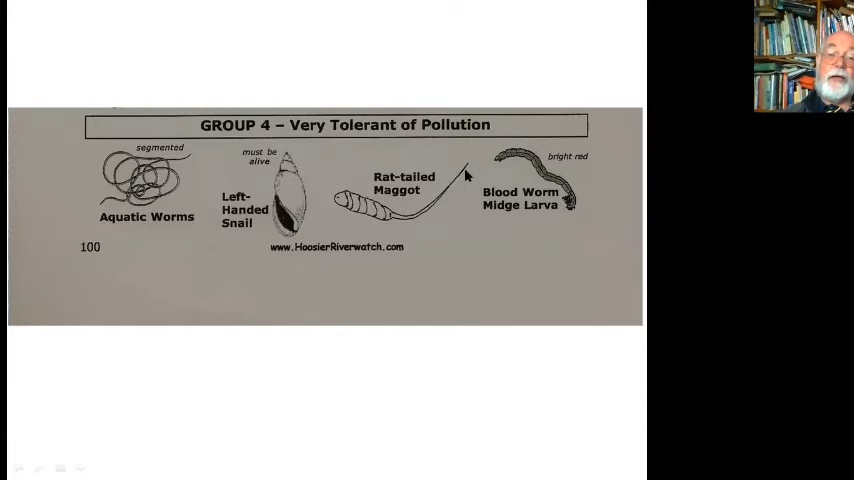 GROUP 4 – Very Tolerant of Pollution
segmented
Aquatic Worms
must be
alive
Left-
Handed
Snail
Rat-tailed
Maggot
bright red
Blood Worm
Midge Larva
100
www.HoosierRiverwatch.com